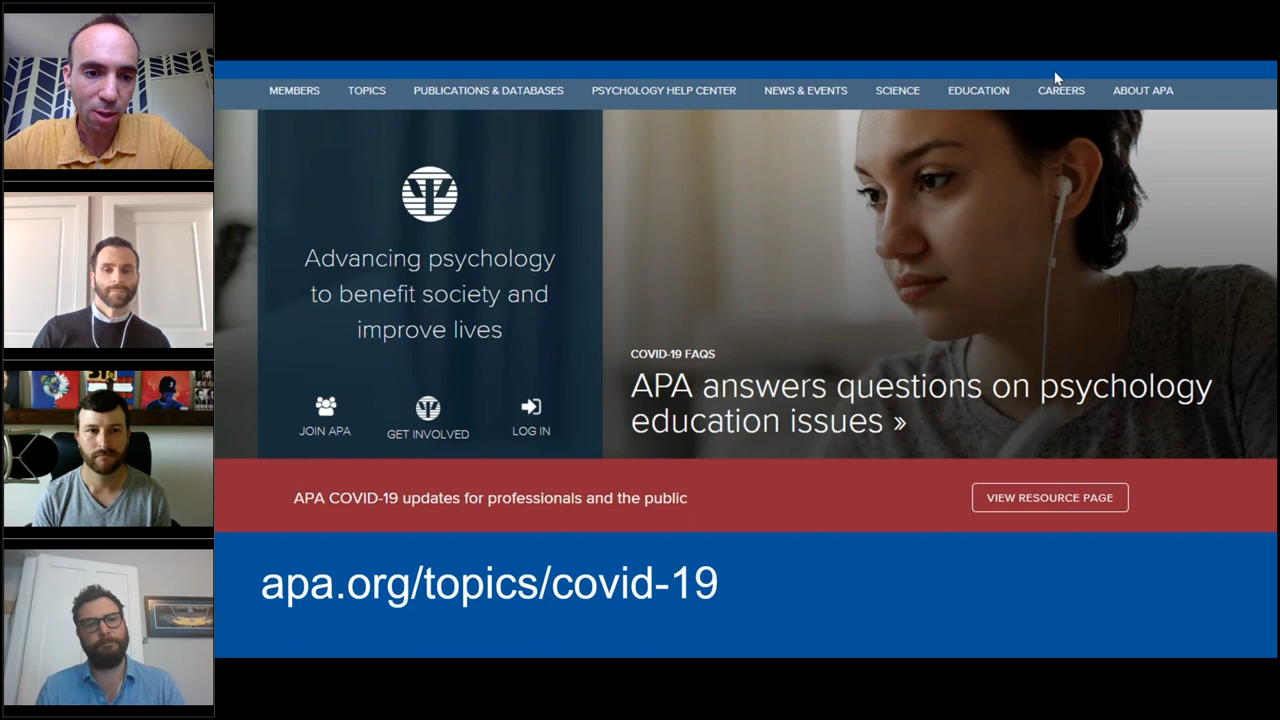 MEMBERS TOPICS PUBLICATIONS & DATABASES PSYCHOLOGY HELP CENTER NEWS & EVENTS SCIENCE EDUCATION CAREERS ABOUT APA
Advancing psychology
to benefit society and
improve lives
JOIN APA GET INVOLVED LOG IN
COVID-19 FAQS
APA answers questions on psychology
education issues »
APA COVID-19 updates for professionals and the public
VIEW RESOURCE PAGE
apa.org/topics/covid-19